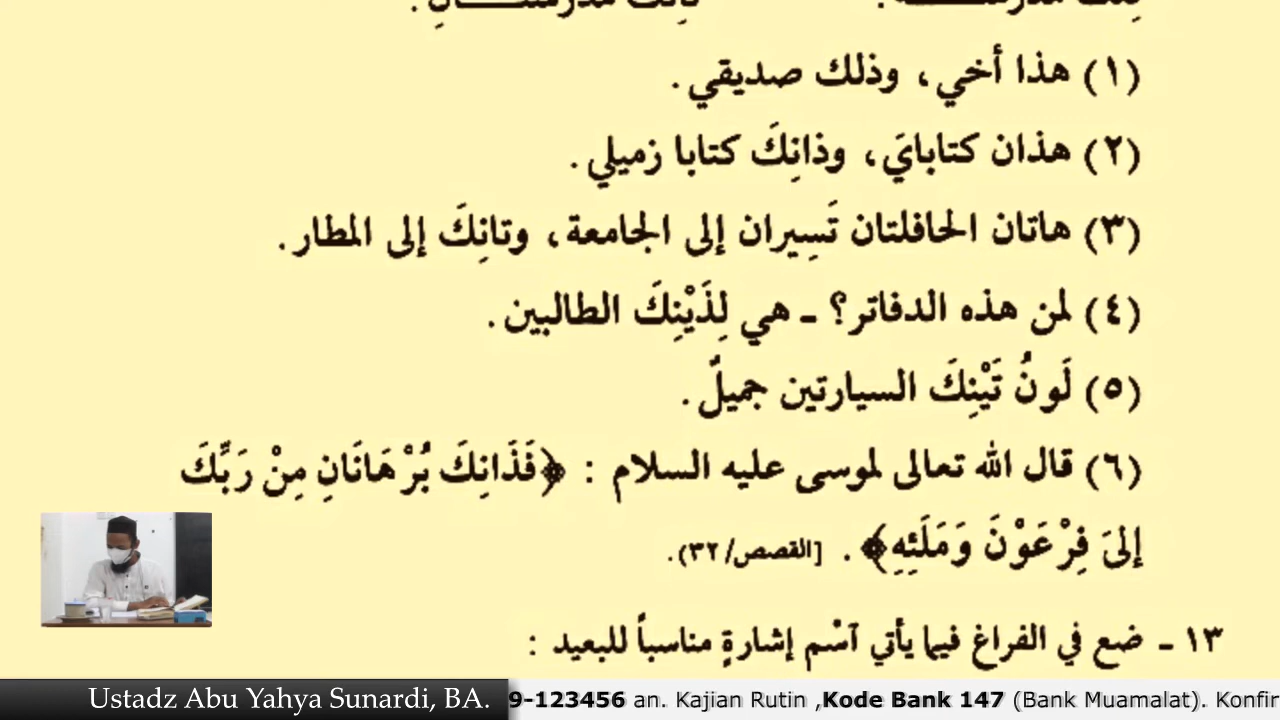 (١) هذا أخي، وذلك صديقي.
(٢) هذان كتابايَ، وذانِكَ كتابا زميلي.
(٣) هاتان الحافلتان تَسِيران إلى الجامعة، وتانِكَ إلى المطار.
(٤) لمن هذه الدفاتر؟ ـ هي لِذَيْنِكَ الطالبين.
(٥) لَونُ تَيْنِكَ السيارتين جميلٌ.
(٦) قال الله تعالى لموسى عليه السلام : ﴿فَذَانِكَ بُرْهَانَانِ مِنْ رَبِّكَ
إِلىَ فِرْعَوْنَ وَمَلَئِهِ﴾ . [القصص/٣٢).
١٣ ـ ضع في الفراغ فيما يأتي آسْم إشارةٍ مناسباً للبعيد :
Ustadz Abu Yahya Sunardi, BA. 9-123456 an. Kajian Rutin ,Kode Bank 147 (Bank Muamalat). Konfir